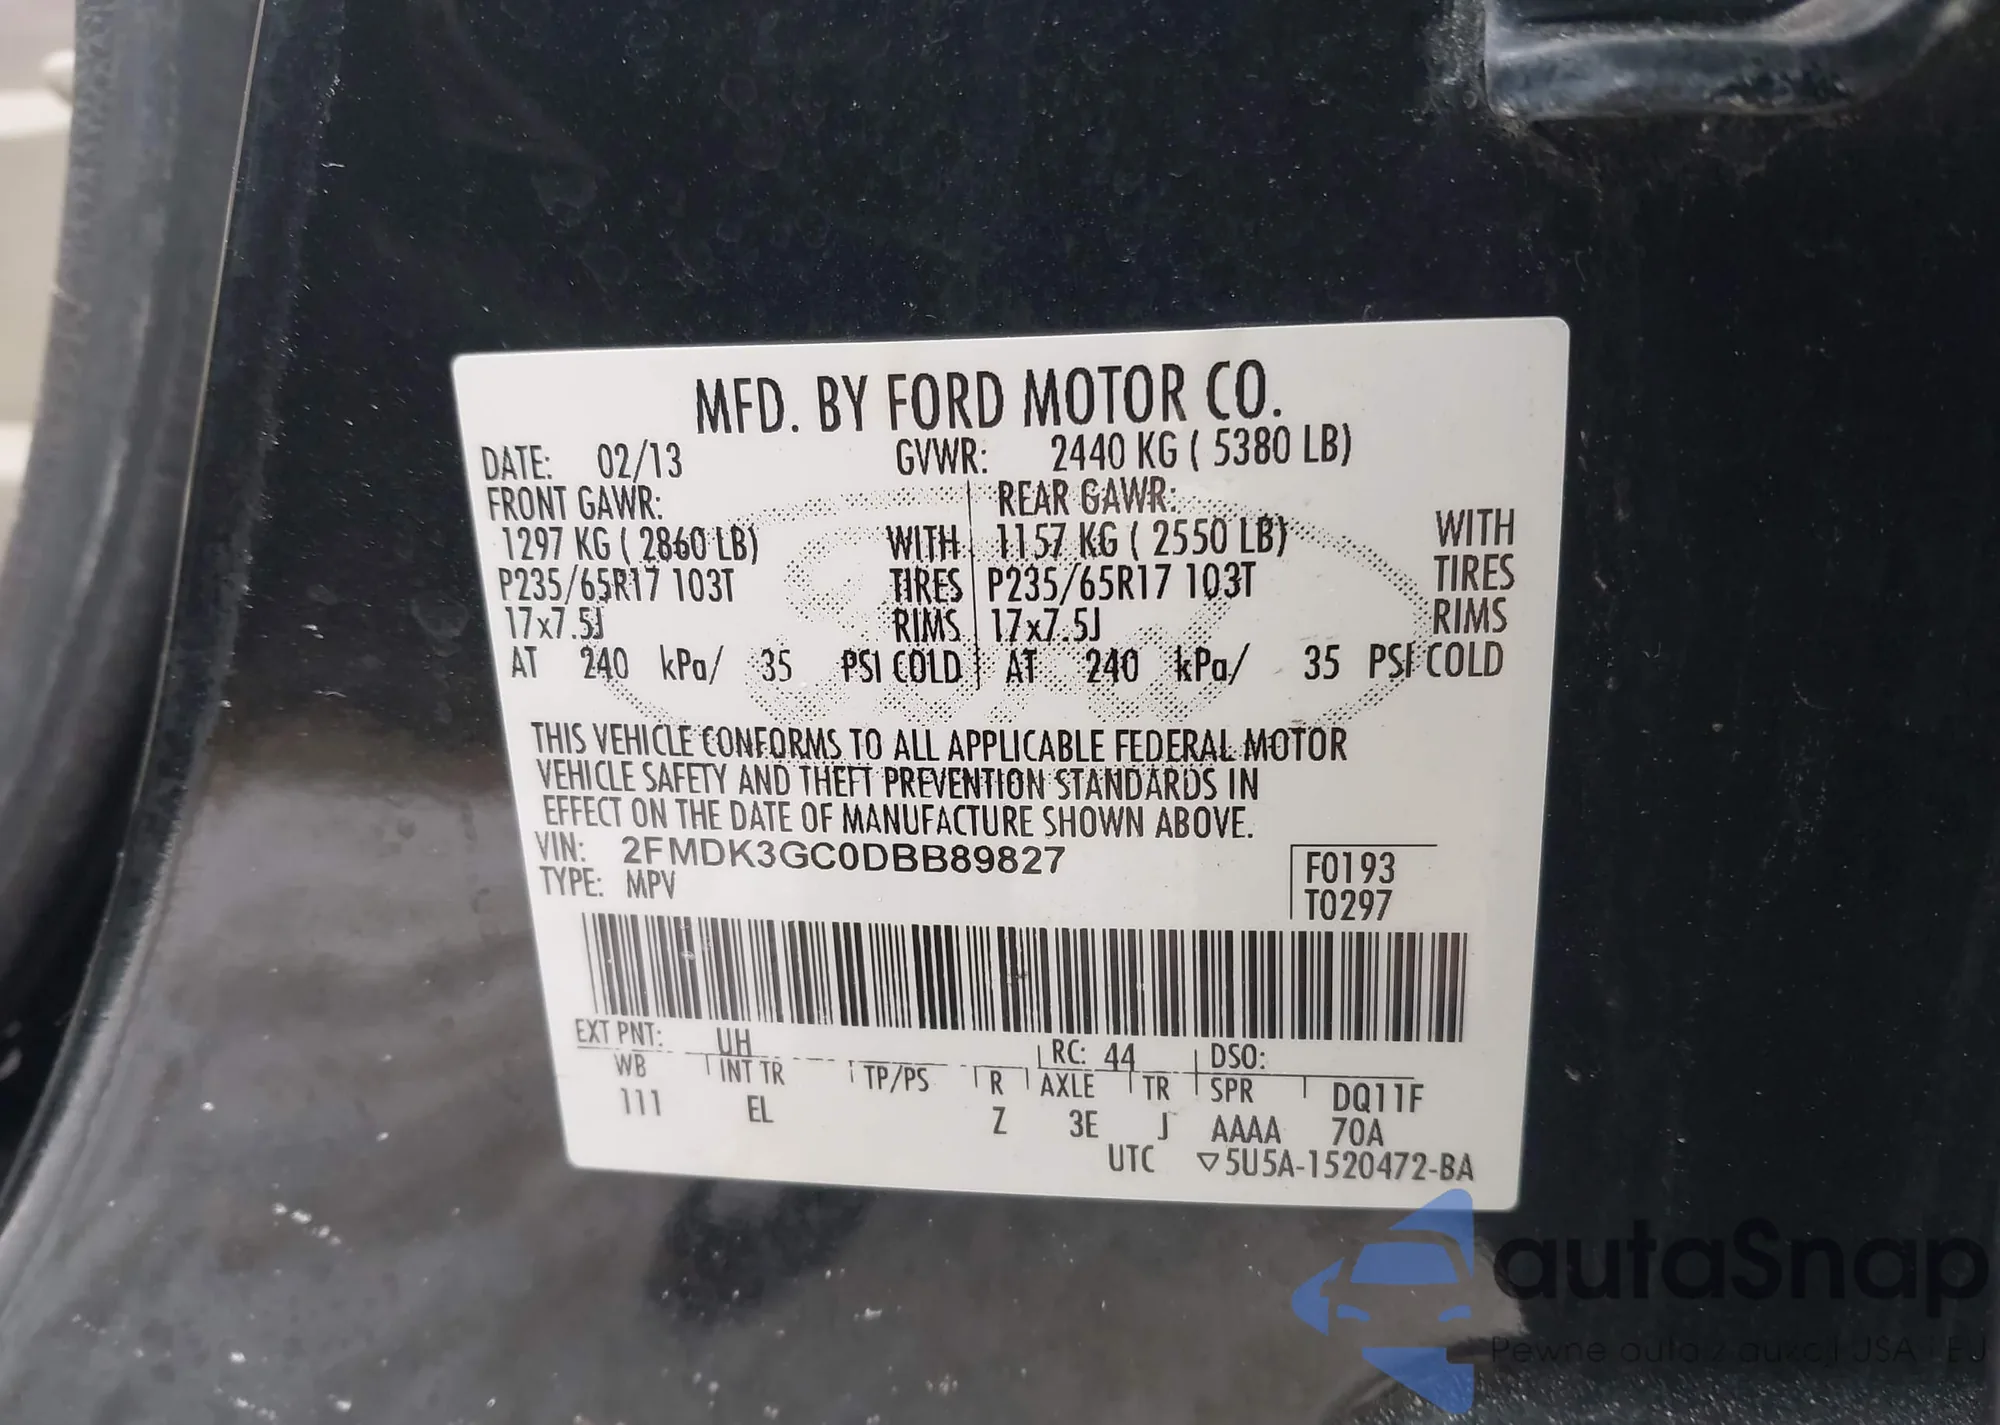 MFD. BY FORD MOTOR CO.
DATE: 02/13 GVWR: 2440 KG ( 5380 LB)
FRONT GAWR: REAR GAWR:
1297 KG ( 2860 LB) WITH 1157 KG ( 2550 LB) WITH
P235/65R17 103T TIRES P235/65R17 103T TIRES
17x7.5J RIMS 17x7.5J RIMS
AT 240 kPa/ 35 PSI COLD AT 240 kPa/ 35 PSI COLD
THIS VEHICLE CONFORMS TO ALL APPLICABLE FEDERAL MOTOR
VEHICLE SAFETY AND THEFT PREVENTION STANDARDS IN
EFFECT ON THE DATE OF MANUFACTURE SHOWN ABOVE.
VIN: 2FMDK3GC0DBB89827 F0193
TYPE: MPV T0297
EXT PNT: UH RC: 44 DSO:
WB INT TR TP/PS R AXLE TR SPR DQ11F
111 EL Z 3E J AAAA 70A
UTC ▽5U5A-1520472-BA
autaSnap
Pewne auta z aukcji USA i EU